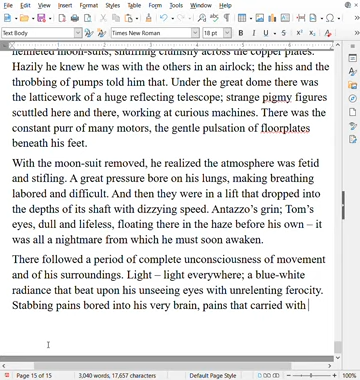 File Edit View Insert Format Styles Table Form Tools Window Help
Text Body Times New Roman 18 pt
helmeted moon-suits, shuffling clumsily across the copper plates.
Hazily he knew he was with the others in an airlock; the hiss and the
throbbing of pumps told him that. Under the great dome there was
the latticework of a huge reflecting telescope; strange pigmy figures
scuttled here and there, working at curious machines. There was the
constant purr of many motors, the gentle pulsation of floorplates
beneath his feet.
With the moon-suit removed, he realized the atmosphere was fetid
and stifling. A great pressure bore on his lungs, making breathing
labored and difficult. And then they were in a lift that dropped into
the depths of its shaft with dizzying speed. Antazzo's grin; Tom's
eyes, dull and lifeless, floating there in the haze before his own – it
was all a nightmare from which he must soon awaken.
There followed a period of complete unconsciousness of movement
and of his surroundings. Light – light everywhere; a blue-white
radiance that beat upon his unseeing eyes with unrelenting ferocity.
Stabbing pains bored into his very brain, pains that carried with
Page 15 of 15 3,040 words, 17,657 characters Default Page Style 100%